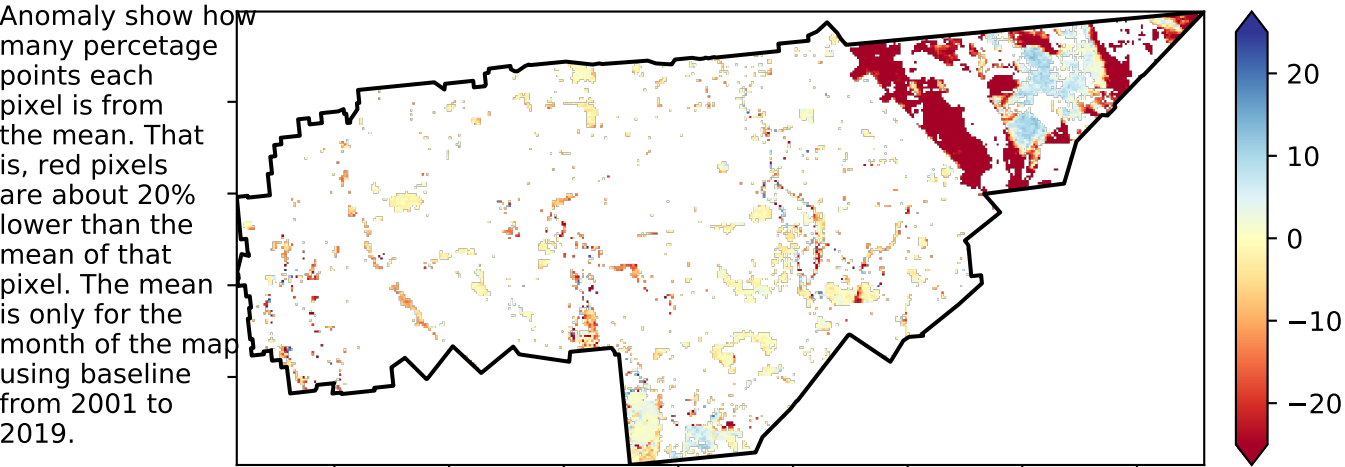 Anomaly show how
many percetage
points each
pixel is from
the mean. That
is, red pixels
are about 20%
lower than the
mean of that
pixel. The mean
is only for the
month of the map
using baseline
from 2001 to
2019.
20
10
0
−10
−20